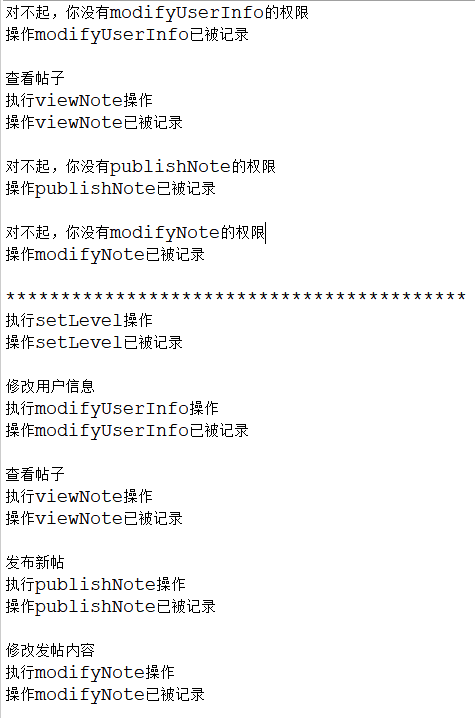 对不起，你没有modifyUserInfo的权限
操作modifyUserInfo已被记录
查看帖子
执行viewNote操作
操作viewNote已被记录
对不起，你没有publishNote的权限
操作publishNote已被记录
对不起，你没有modifyNote的权限
操作modifyNote已被记录
******************************************
执行setLevel操作
操作setLevel已被记录
修改用户信息
执行modifyUserInfo操作
操作modifyUserInfo已被记录
查看帖子
执行viewNote操作
操作viewNote已被记录
发布新帖
执行publishNote操作
操作publishNote已被记录
修改发帖内容
执行modifyNote操作
操作modifyNote已被记录